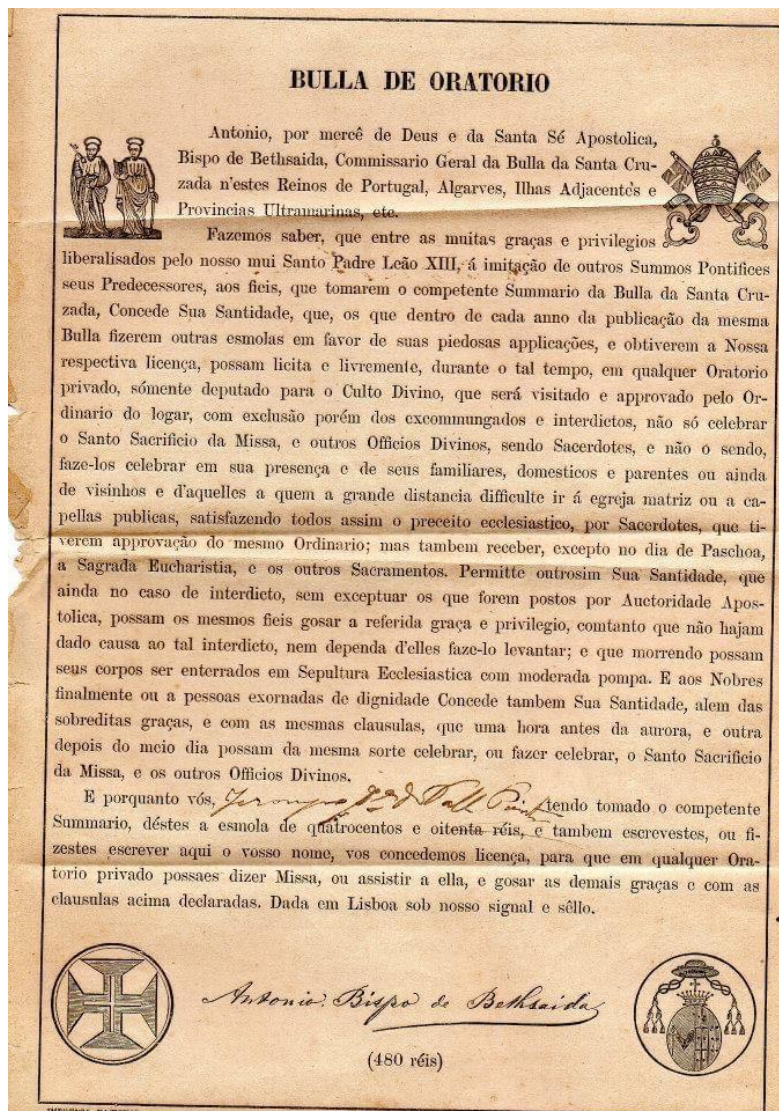 BULLA DE ORATORIO
Antonio, por mercê de Deus e da Santa Sé Apostolica,
Bispo de Bethsaida, Commissario Geral da Bulla da Santa Cru-
zada n'estes Reinos de Portugal, Algarves, Ilhas Adjacentes e
Provincias Ultramarinas, etc.
Fazemos saber, que entre as muitas graças e privilegios
liberalisados pelo nosso mui Santo Padre Leão XIII, á imitação de outros Summos Pontifices
seus Predecessores, aos fieis, que tomarem o competente Summario da Bulla da Santa Cru-
zada, Concede Sua Santidade, que, os que dentro de cada anno da publicação da mesma
Bulla fizerem outras esmolas em favor de suas piedosas applicações, e obtiverem a Nossa
respectiva licença, possam licita e livremente, durante o tal tempo, em qualquer Oratorio
privado, sómente deputado para o Culto Divino, que será visitado e approvado pelo Or-
dinario do logar, com exclusão porém dos excommungados e interdictos, não só celebrar
o Santo Sacrificio da Missa, e outros Officios Divinos, sendo Sacerdotes, e não o sendo,
faze-los celebrar em sua presença e de seus familiares, domesticos e parentes ou ainda
de visinhos e d'aquelles a quem a grande distancia difficulte ir á egreja matriz ou a ca-
pellas publicas, satisfazendo todos assim o preceito ecclesiastico, por Sacerdotes, que ti-
verem approvação do mesmo Ordinario; mas tambem receber, excepto no dia de Paschoa,
a Sagrada Eucharistia, e os outros Sacramentos. Permitte outrosim Sua Santidade, que
ainda no caso de interdicto, sem exceptuar os que forem postos por Auctoridade Apos-
tolica, possam os mesmos fieis gosar a referida graça e privilegio, comtanto que não hajam
dado causa ao tal interdicto, nem dependa d'elles faze-lo levantar; e que morrendo possam
seus corpos ser enterrados em Sepultura Ecclesiastica com moderada pompa. E aos Nobres
finalmente ou a pessoas exornadas de dignidade Concede tambem Sua Santidade, alem das
sobreditas graças, e com as mesmas clausulas, que uma hora antes da aurora, e outra
depois do meio dia possam da mesma sorte celebrar, ou fazer celebrar, o Santo Sacrificio
da Missa, e os outros Officios Divinos.
E porquanto vós, tendo tomado o competente
Summario, déstes a esmola de quatrocentos e oitenta réis, e tambem escrevestes, ou fi-
zestes escrever aqui o vosso nome, vos concedemos licença, para que em qualquer Ora-
torio privado possaes dizer Missa, ou assistir a ella, e gosar as demais graças e com as
clausulas acima declaradas. Dada em Lisboa sob nosso signal e sêllo.
Antonio. Bispo de Bethsaida
(480 réis)